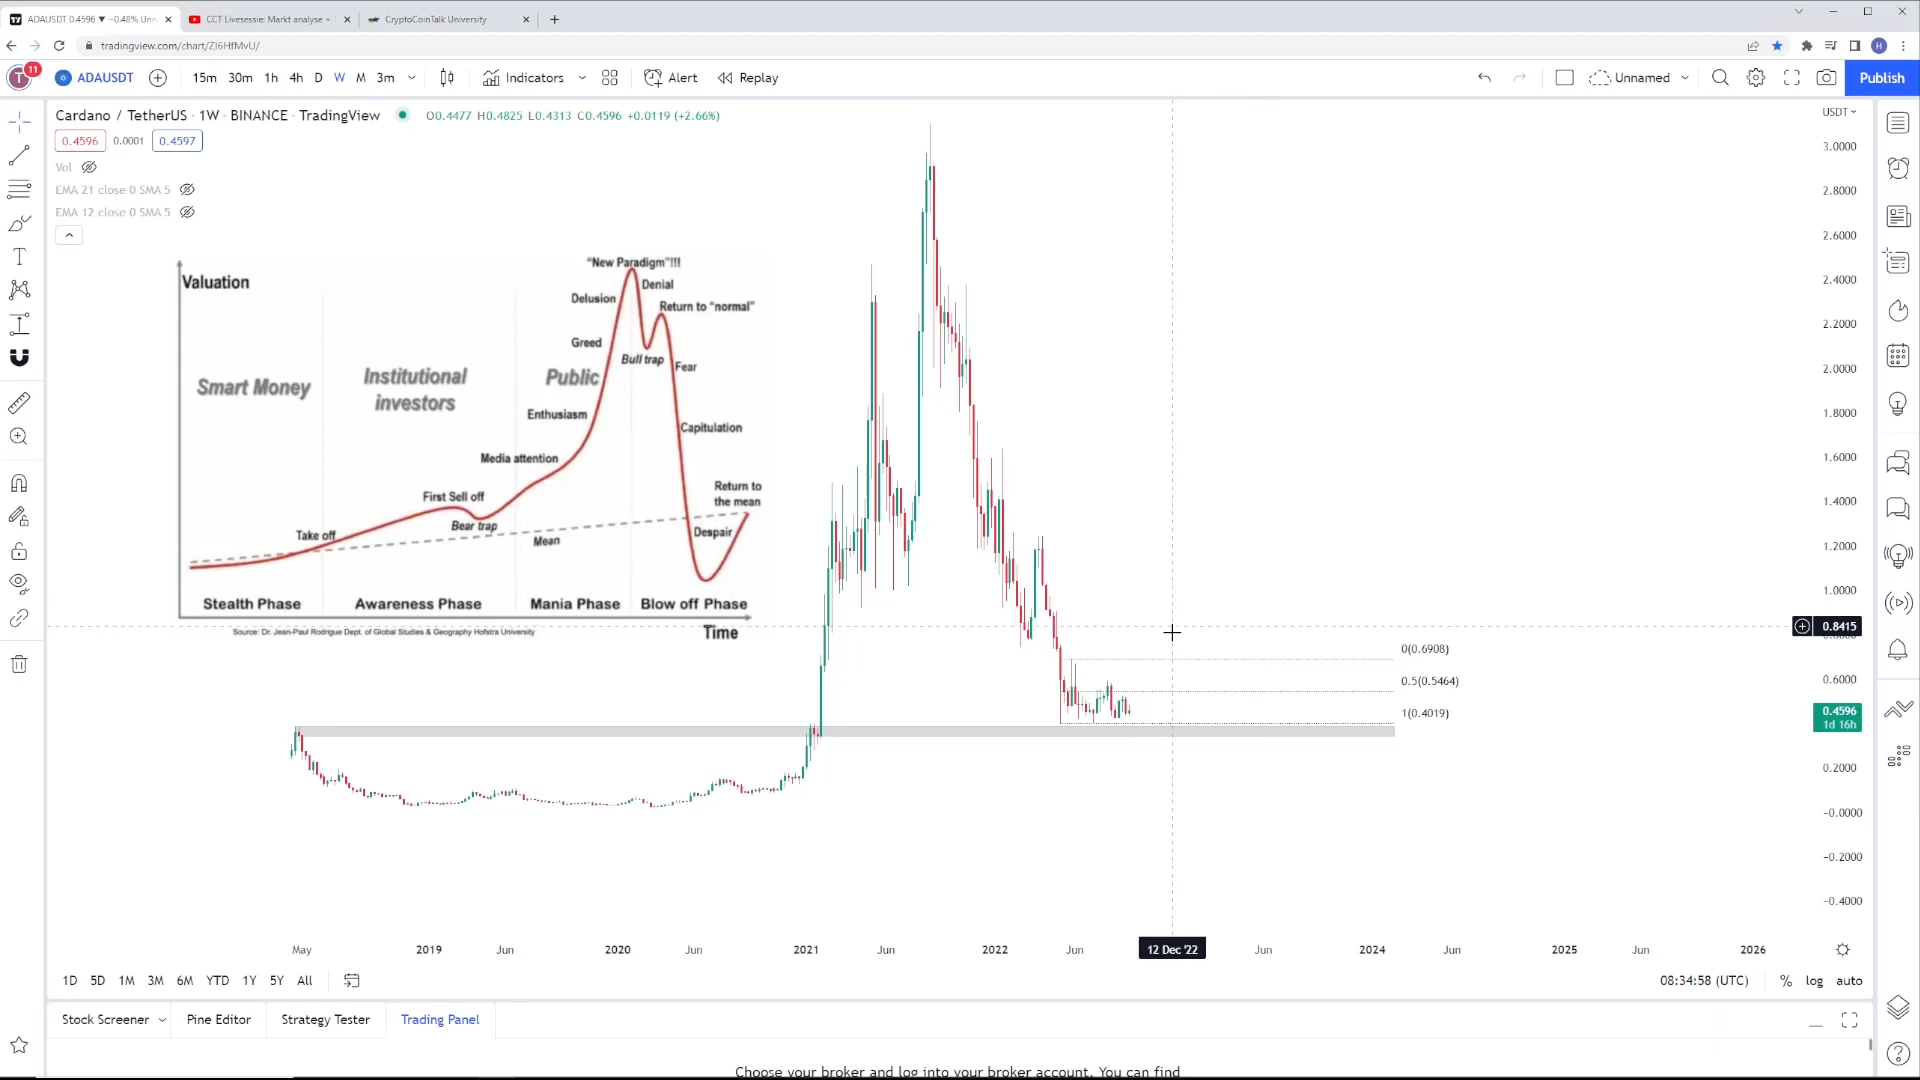 ADAUSDT 0.4596 ▼ −0.48% Unn
CCT Livesessie: Markt analyse +
CryptoCoinTalk University
tradingview.com/chart/ZI6HfMvU/
H
T
11
ADAUSDT
15m 30m 1h 4h D W M 3m
Indicators
Alert
Replay
Unnamed
Publish
Cardano / TetherUS · 1W · BINANCE · TradingView
O0.4477 H0.4825 L0.4313 C0.4596 +0.0119 (+2.66%)
0.4596 0.0001 0.4597
Vol
EMA 21 close 0 SMA 5
EMA 12 close 0 SMA 5
USDT
3.0000
2.8000
2.6000
2.4000
2.2000
2.0000
1.8000
1.6000
1.4000
1.2000
1.0000
0.8415
0.6000
0.4596
1d 16h
0.2000
−0.0000
−0.2000
−0.4000
Valuation
"New Paradigm"!!!
Denial
Delusion
Return to "normal"
Greed
Bull trap
Fear
Smart Money
Institutional
investors
Public
Enthusiasm
Capitulation
Media attention
First Sell off
Bear trap
Return to
the mean
Take off
Mean
Despair
Stealth Phase
Awareness Phase
Mania Phase
Blow off Phase
Source: Dr. Jean-Paul Rodrigue Dept. of Global Studies & Geography Hofstra University
Time
0(0.6908)
0.5(0.5464)
1(0.4019)
May 2019 Jun 2020 Jun 2021 Jun 2022 Jun 12 Dec '22 Jun 2024 Jun 2025 Jun 2026
1D 5D 1M 3M 6M YTD 1Y 5Y All
08:34:58 (UTC) % log auto
Stock Screener Pine Editor Strategy Tester Trading Panel
Choose your broker and log into your broker account. You can find